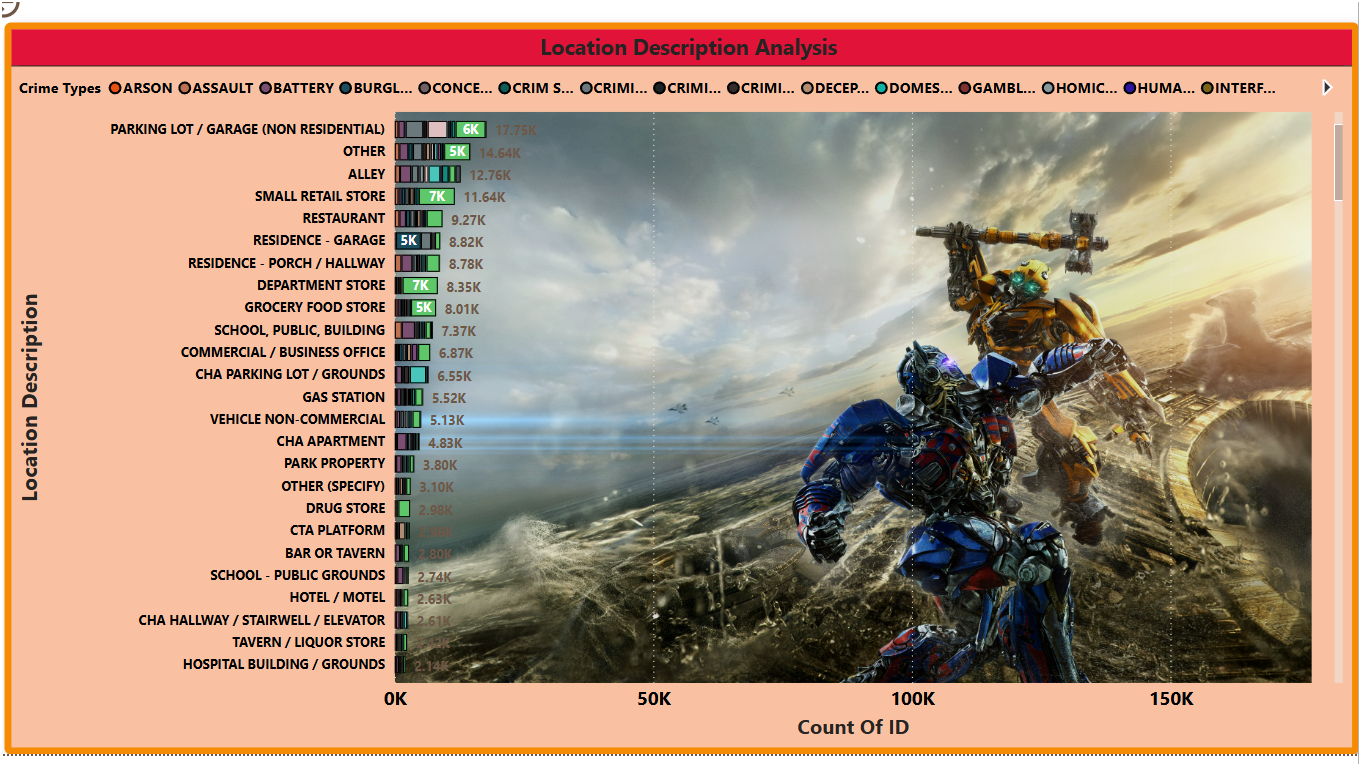 Location Description Analysis
Crime Types ARSON ASSAULT BATTERY BURGL... CONCE... CRIM S... CRIMI... CRIMI... CRIMI... DECEP... DOMES... GAMBL... HOMIC... HUMA... INTERF...
PARKING LOT / GARAGE (NON RESIDENTIAL) 6K 17.75K
OTHER 5K 14.64K
ALLEY 12.76K
SMALL RETAIL STORE 7K 11.64K
RESTAURANT 9.27K
RESIDENCE - GARAGE 5K 8.82K
RESIDENCE - PORCH / HALLWAY 8.78K
DEPARTMENT STORE 7K 8.35K
GROCERY FOOD STORE 5K 8.01K
SCHOOL, PUBLIC, BUILDING 7.37K
COMMERCIAL / BUSINESS OFFICE 6.87K
CHA PARKING LOT / GROUNDS 6.55K
GAS STATION 5.52K
VEHICLE NON-COMMERCIAL 5.13K
CHA APARTMENT 4.83K
PARK PROPERTY 3.80K
OTHER (SPECIFY) 3.10K
DRUG STORE 2.98K
CTA PLATFORM
BAR OR TAVERN 2.80K
SCHOOL - PUBLIC GROUNDS 2.74K
HOTEL / MOTEL 2.63K
CHA HALLWAY / STAIRWELL / ELEVATOR 2.61K
TAVERN / LIQUOR STORE
HOSPITAL BUILDING / GROUNDS 2.14K
Location Description
0K 50K 100K 150K
Count Of ID